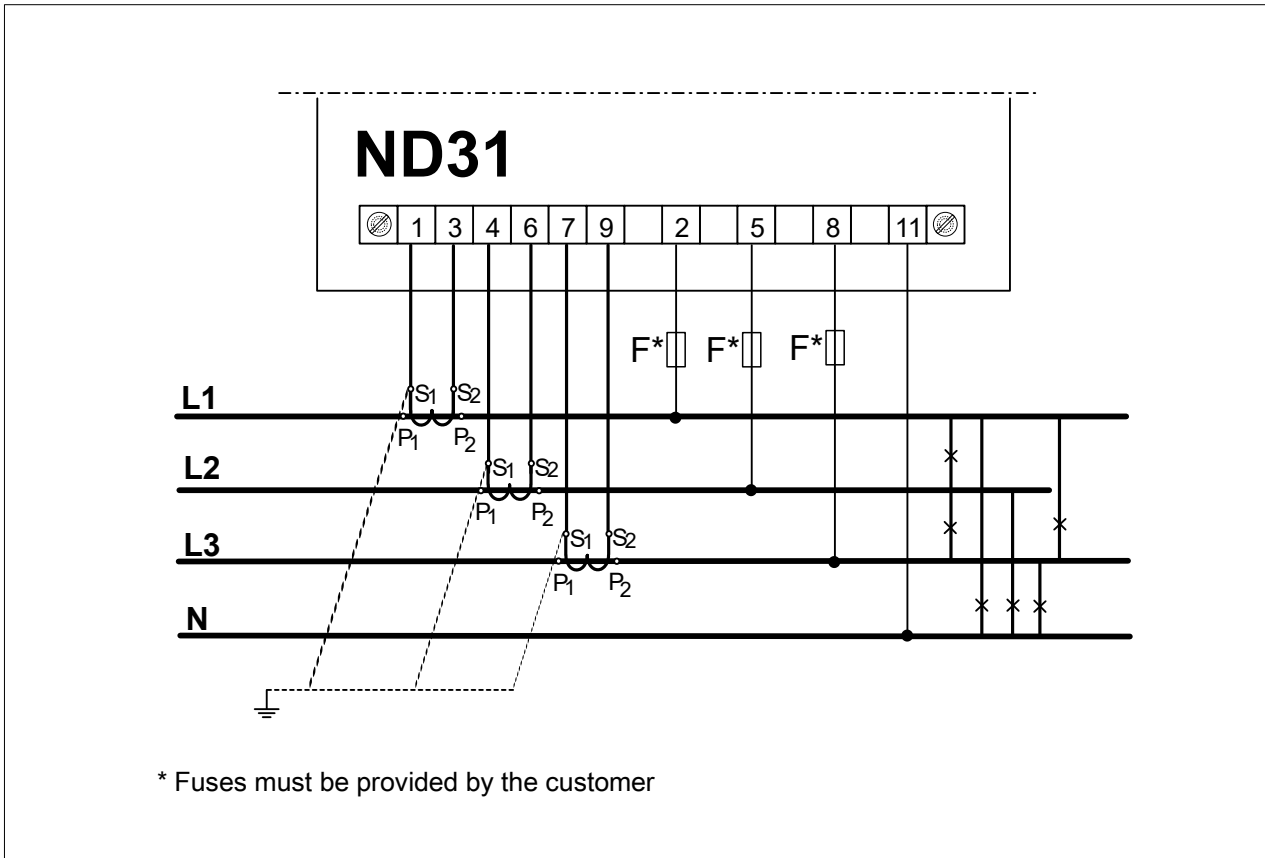 ND31
1 3 4 6 7 9 2 5 8 11
F* F* F*
L1
S1 S2
P1 P2
L2
S1 S2
P1 P2
L3
S1 S2
P1 P2
N
* Fuses must be provided by the customer